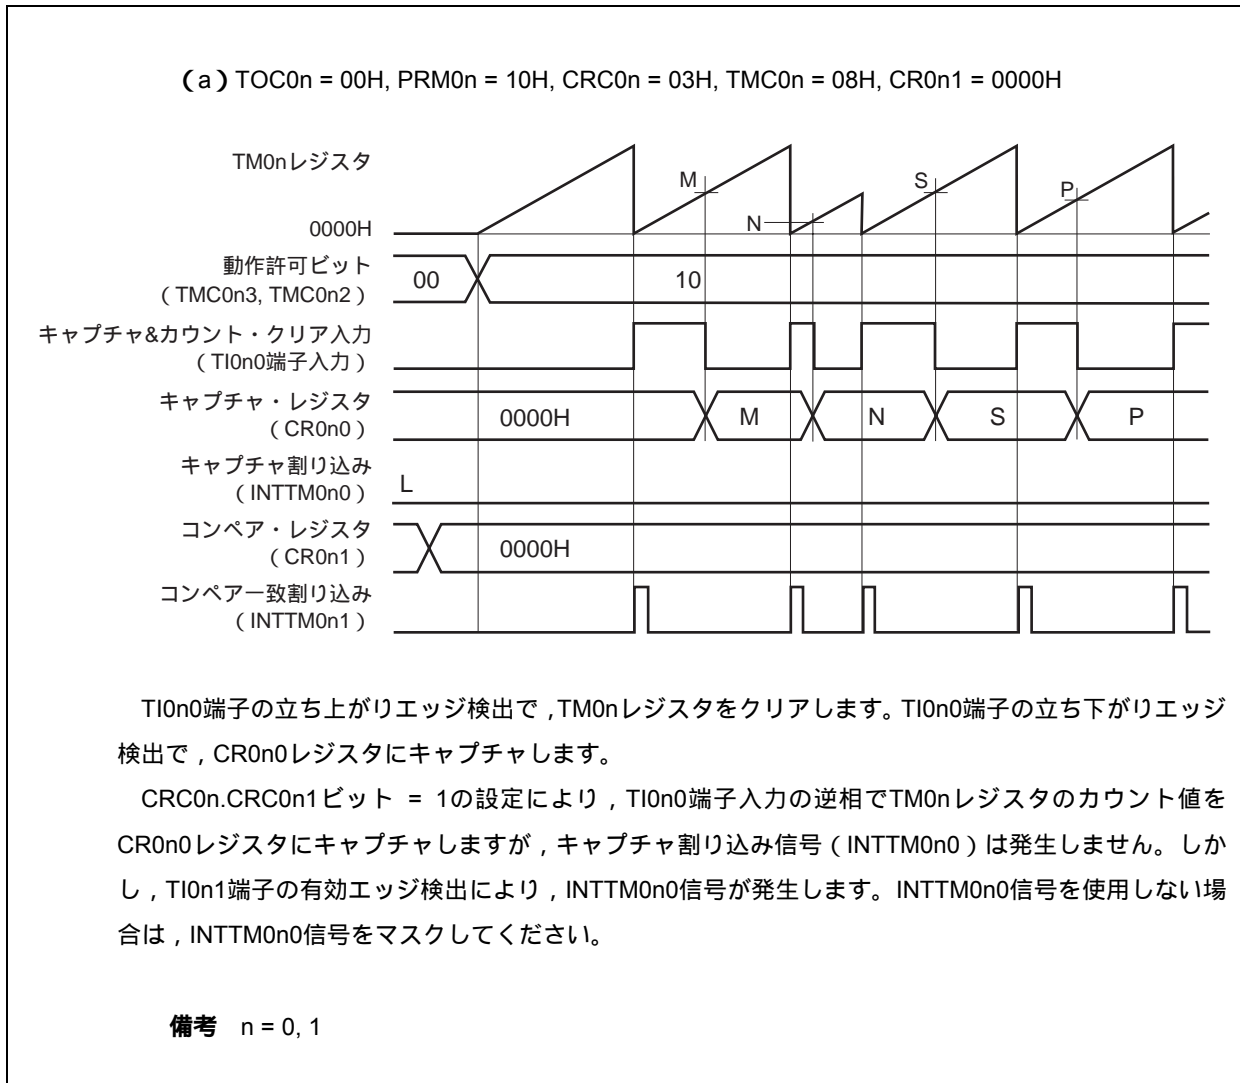 （a）TOC0n = 00H, PRM0n = 10H, CRC0n = 03H, TMC0n = 08H, CR0n1 = 0000H
TM0nレジスタ
M
S
P
N
0000H
動作許可ビット
（TMC0n3, TMC0n2）
00
10
キャプチャ&カウント・クリア入力
（TI0n0端子入力）
キャプチャ・レジスタ
（CR0n0）
0000H
M
N
S
P
キャプチャ割り込み
（INTTM0n0）
L
コンペア・レジスタ
（CR0n1）
0000H
コンペア一致割り込み
（INTTM0n1）
TI0n0端子の立ち上がりエッジ検出で，TM0nレジスタをクリアします。TI0n0端子の立ち下がりエッジ
検出で，CR0n0レジスタにキャプチャします。
CRC0n.CRC0n1ビット = 1の設定により，TI0n0端子入力の逆相でTM0nレジスタのカウント値を
CR0n0レジスタにキャプチャしますが，キャプチャ割り込み信号（INTTM0n0）は発生しません。しか
し，TI0n1端子の有効エッジ検出により，INTTM0n0信号が発生します。INTTM0n0信号を使用しない場
合は，INTTM0n0信号をマスクしてください。
備考 n = 0, 1